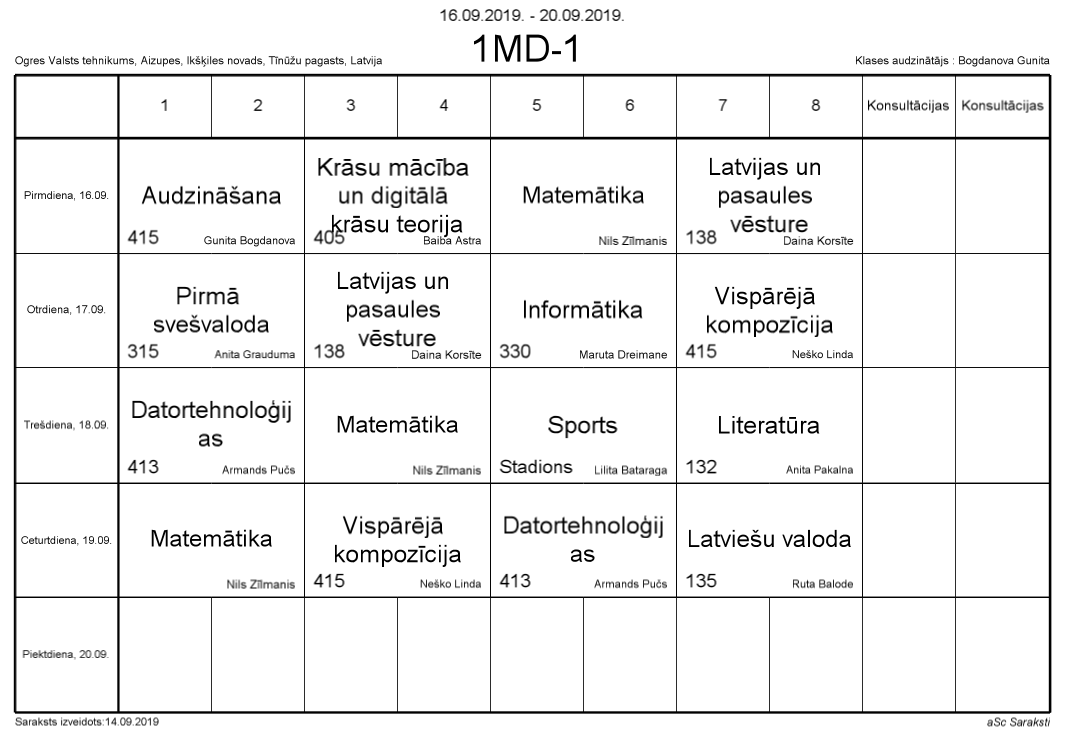 16.09.2019. - 20.09.2019.
1MD-1
Ogres Valsts tehnikums, Aizupes, Ikšķiles novads, Tīnūžu pagasts, Latvija
Klases audzinātājs : Bogdanova Gunita
1 2 3 4 5 6 7 8 Konsultācijas Konsultācijas
Pirmdiena, 16.09.
Audzināšana
415 Gunita Bogdanova
Krāsu mācība
un digitālā
krāsu teorija
405 Baiba Astra
Matemātika
Nils Zīlmanis
Latvijas un
pasaules
vēsture
138 Daina Korsīte
Otrdiena, 17.09.
Pirmā
svešvaloda
315 Anita Grauduma
Latvijas un
pasaules
vēsture
138 Daina Korsīte
Informātika
330 Maruta Dreimane
Vispārējā
kompozīcija
415 Neško Linda
Trešdiena, 18.09.
Datortehnoloģij
as
413 Armands Pučs
Matemātika
Nils Zīlmanis
Sports
Stadions Lilita Bataraga
Literatūra
132 Anita Pakalna
Ceturtdiena, 19.09.
Matemātika
Nils Zīlmanis
Vispārējā
kompozīcija
415 Neško Linda
Datortehnoloģij
as
413 Armands Pučs
Latviešu valoda
135 Ruta Balode
Piektdiena, 20.09.
Saraksts izveidots:14.09.2019
aSc Saraksti